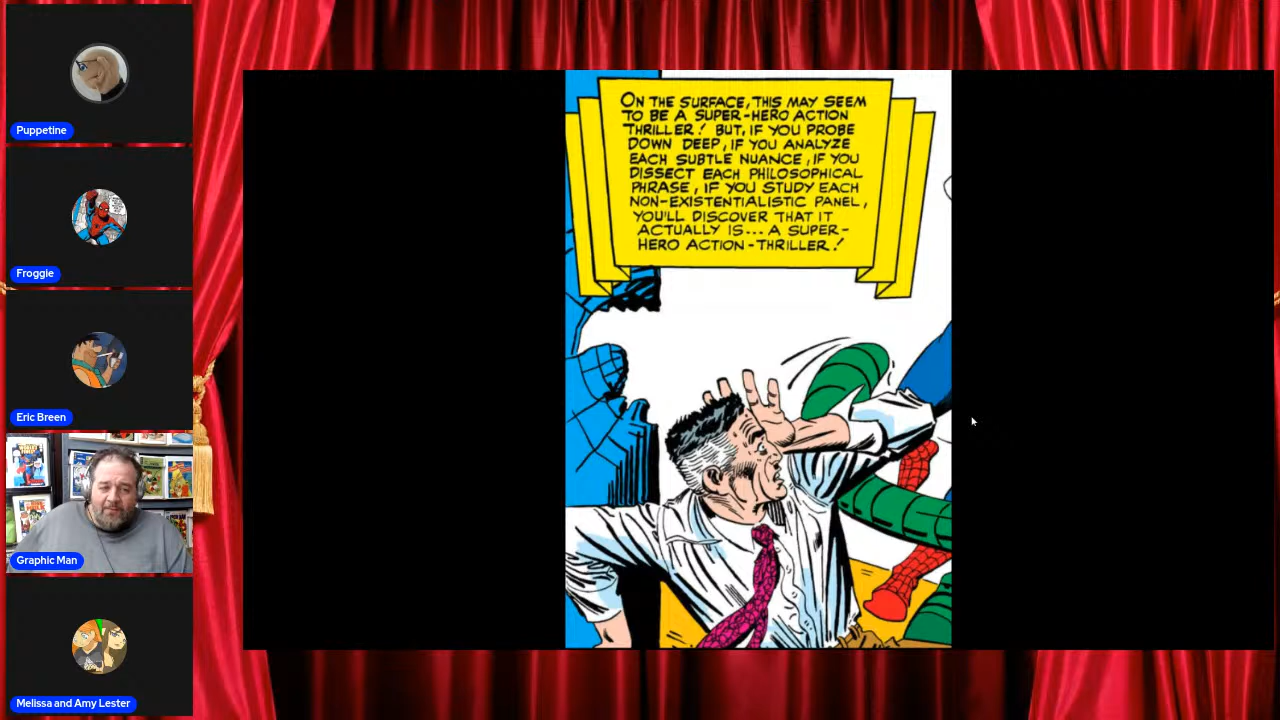 Puppetine
Froggie
Eric Breen
Graphic Man
Melissa and Amy Lester
ON THE SURFACE, THIS MAY SEEM
TO BE A SUPER-HERO ACTION
THRILLER! BUT, IF YOU PROBE
DOWN DEEP, IF YOU ANALYZE
EACH SUBTLE NUANCE, IF YOU
DISSECT EACH PHILOSOPHICAL
PHRASE, IF YOU STUDY EACH
NON-EXISTENTIALISTIC PANEL,
YOU'LL DISCOVER THAT IT
ACTUALLY IS... A SUPER-
HERO ACTION-THRILLER!